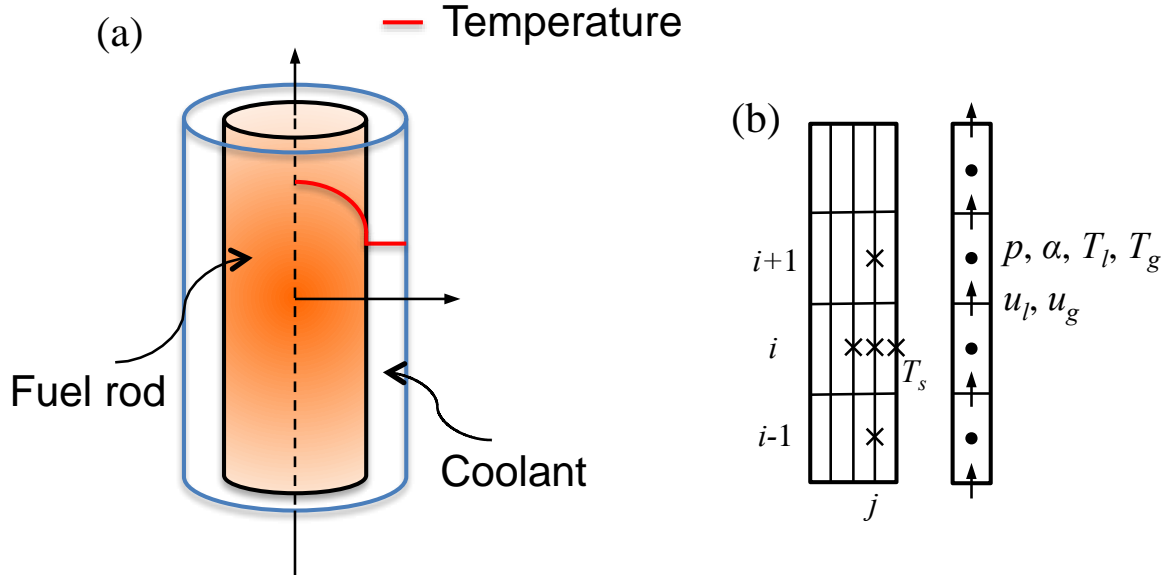 (a)
Temperature
Fuel rod
Coolant
(b)
i+1
p, α, T_l, T_g
u_l, u_g
i
T_s
i-1
j